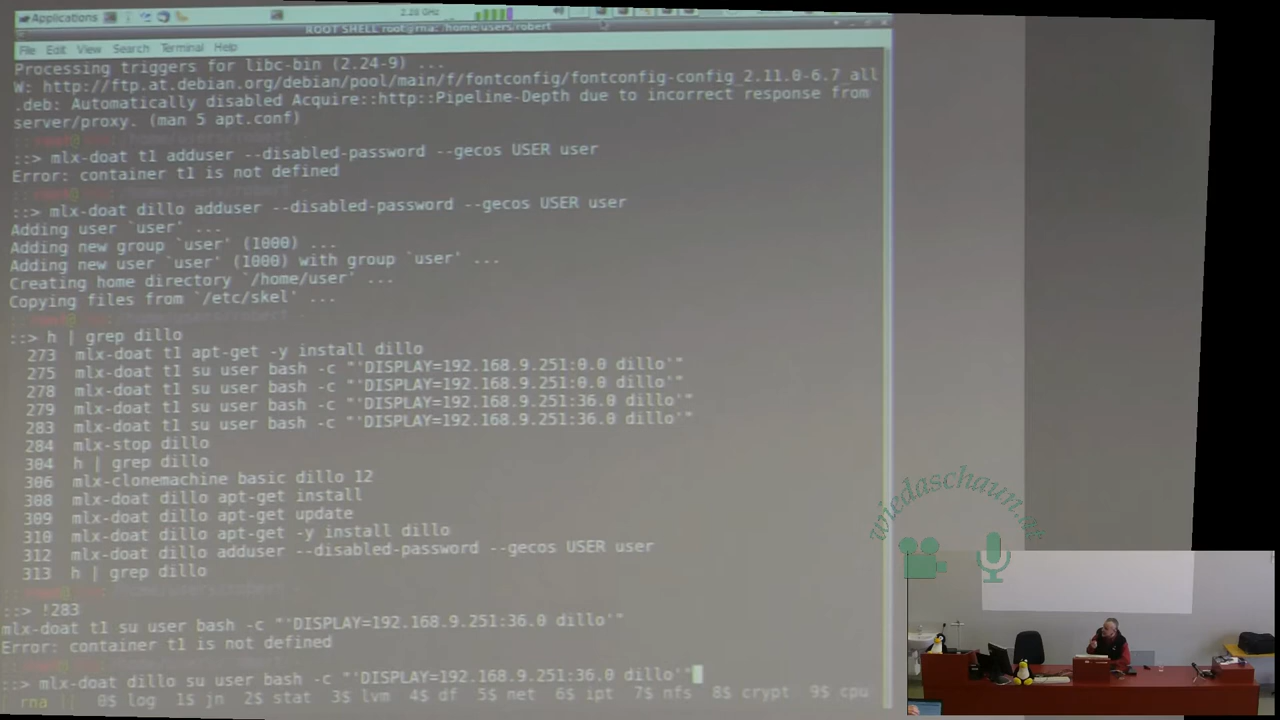 Applications
2.28 GHz
ROOT SHELL root@rna: /home/users/robert
File Edit View Search Terminal Help
Processing triggers for libc-bin (2.24-9) ...
W: http://ftp.at.debian.org/debian/pool/main/f/fontconfig/fontconfig-config_2.11.0-6.7_all
.deb: Automatically disabled Acquire::http::Pipeline-Depth due to incorrect response from
server/proxy. (man 5 apt.conf)
::> mlx-doat t1 adduser --disabled-password --gecos USER user
Error: container t1 is not defined
::> mlx-doat dillo adduser --disabled-password --gecos USER user
Adding user `user' ...
Adding new group `user' (1000) ...
Adding new user `user' (1000) with group `user' ...
Creating home directory `/home/user' ...
Copying files from `/etc/skel' ...
::> h | grep dillo
273 mlx-doat t1 apt-get -y install dillo
275 mlx-doat t1 su user bash -c "'DISPLAY=192.168.9.251:0.0 dillo'"
278 mlx-doat t1 su user bash -c "'DISPLAY=192.168.9.251:0.0 dillo'"
279 mlx-doat t1 su user bash -c "'DISPLAY=192.168.9.251:36.0 dillo'"
283 mlx-doat t1 su user bash -c "'DISPLAY=192.168.9.251:36.0 dillo'"
284 mlx-stop dillo
304 h | grep dillo
306 mlx-clonemachine basic dillo 12
308 mlx-doat dillo apt-get install
309 mlx-doat dillo apt-get update
310 mlx-doat dillo apt-get -y install dillo
312 mlx-doat dillo adduser --disabled-password --gecos USER user
313 h | grep dillo
::> !283
mlx-doat t1 su user bash -c "'DISPLAY=192.168.9.251:36.0 dillo'"
Error: container t1 is not defined
::> mlx-doat dillo su user bash -c "'DISPLAY=192.168.9.251:36.0 dillo'"
[ rna ][ 0$ log 1$ jn 2$ stat 3$ lvm 4$ df 5$ net 6$ ipt 7$ nfs 8$ crypt 9$ cpu
wiedaschaun.at